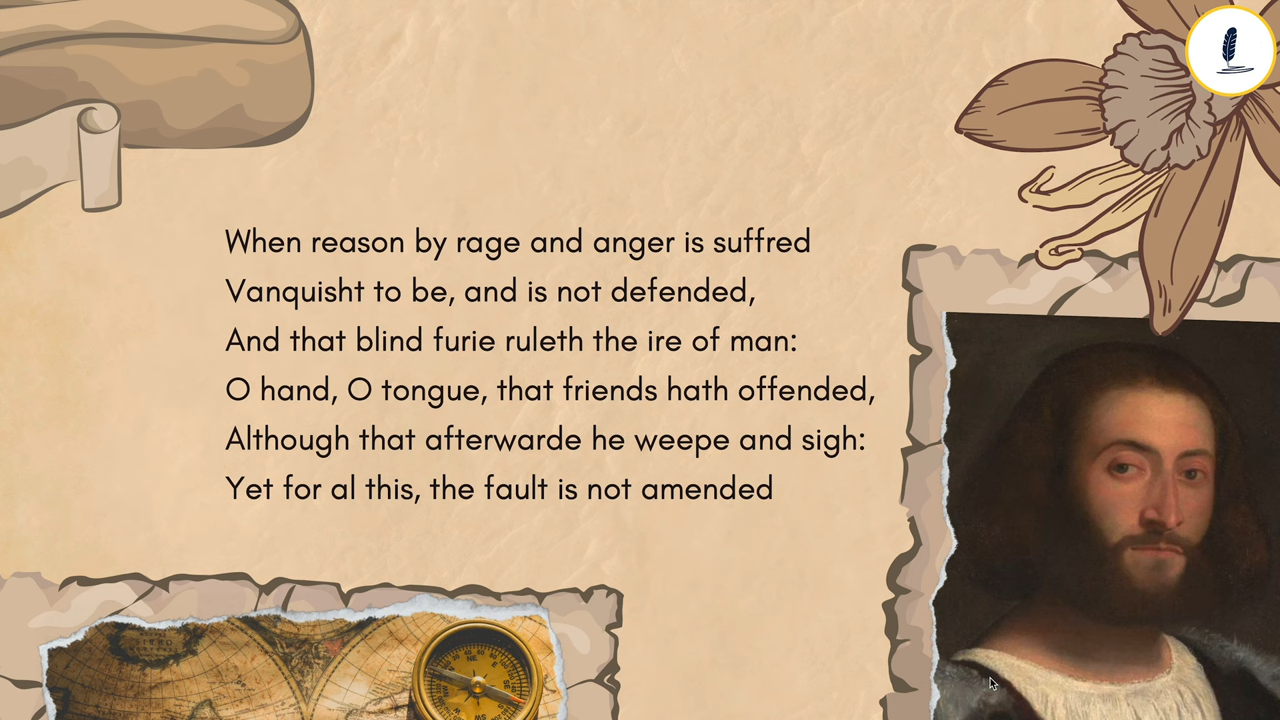 When reason by rage and anger is suffred
Vanquisht to be, and is not defended,
And that blind furie ruleth the ire of man:
O hand, O tongue, that friends hath offended,
Although that afterwarde he weepe and sigh:
Yet for al this, the fault is not amended